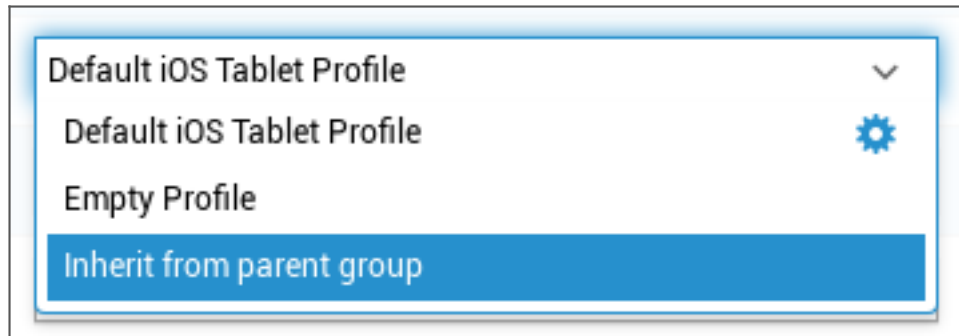 Default iOS Tablet Profile
Default iOS Tablet Profile
Empty Profile
Inherit from parent group